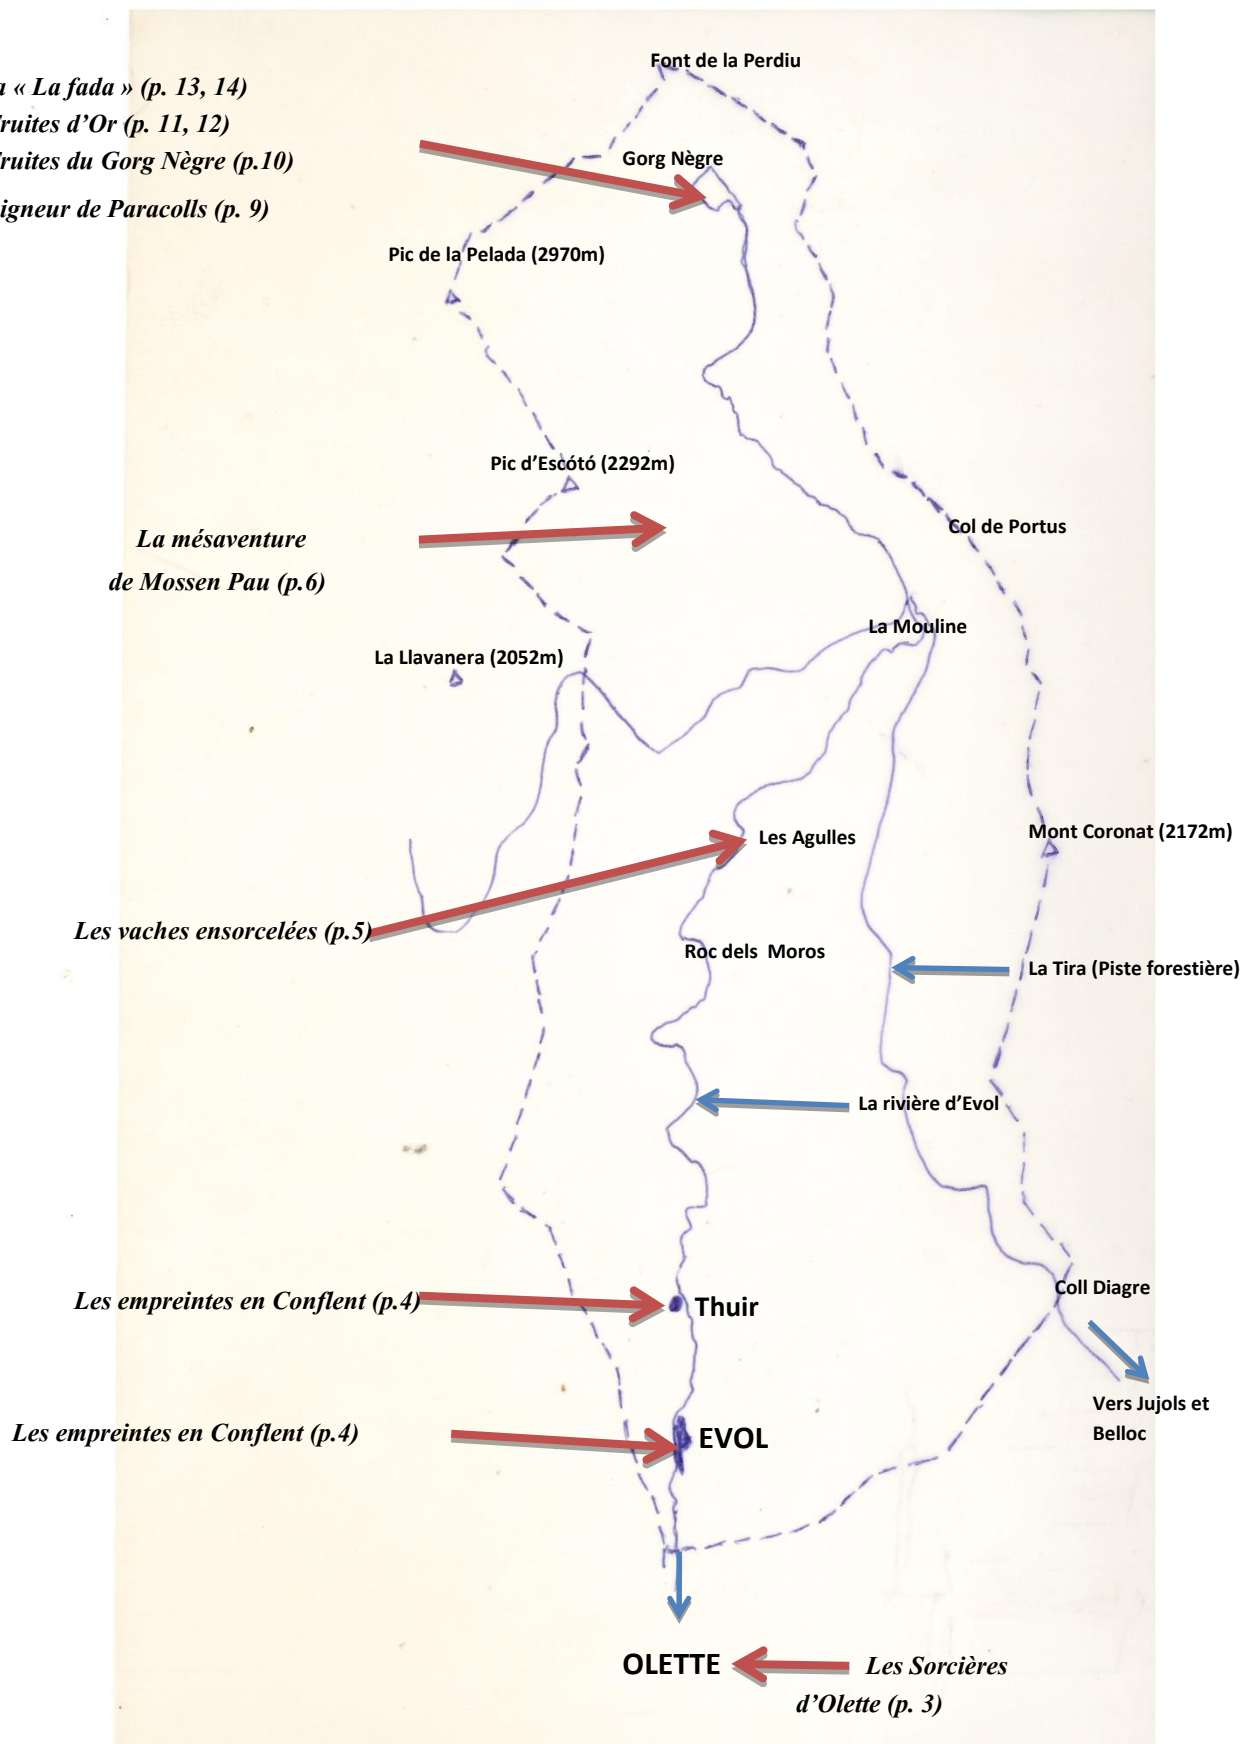 Font de la Perdiu
« La fada » (p. 13, 14)
d’Or (p. 11, 12)
du Gorg Nègre (p.10)
de Paracolls (p. 9)
Gorg Nègre
Pic de la Pelada (2970m)
Pic d’Escótó (2292m)
La mésaventure
de Mossen Pau (p.6)
Col de Portus
La Mouline
La Llavanera (2052m)
Les Agulles
Mont Coronat (2172m)
Les vaches ensorcelées (p.5)
Roc dels Moros
La Tira (Piste forestière)
La rivière d’Evol
Coll Diagre
Les empreintes en Conflent (p.4)
Thuir
Vers Jujols et
Belloc
Les empreintes en Conflent (p.4)
EVOL
OLETTE
Les Sorcières
d’Olette (p. 3)